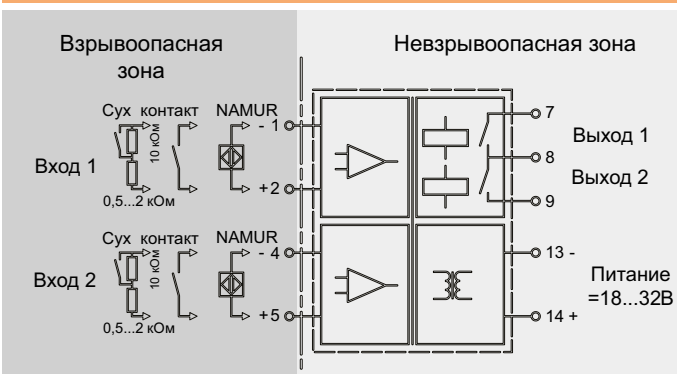 Взрывоопасная
зона
Невзрывоопасная зона
Сух контакт NAMUR
10 кОм
Вход 1
0,5...2 кОм
- 1
+2
7
Выход 1
8
Выход 2
9
Сух контакт NAMUR
10 кОм
Вход 2
0,5...2 кОм
- 4
+5
13 -
Питание
=18...32В
14 +